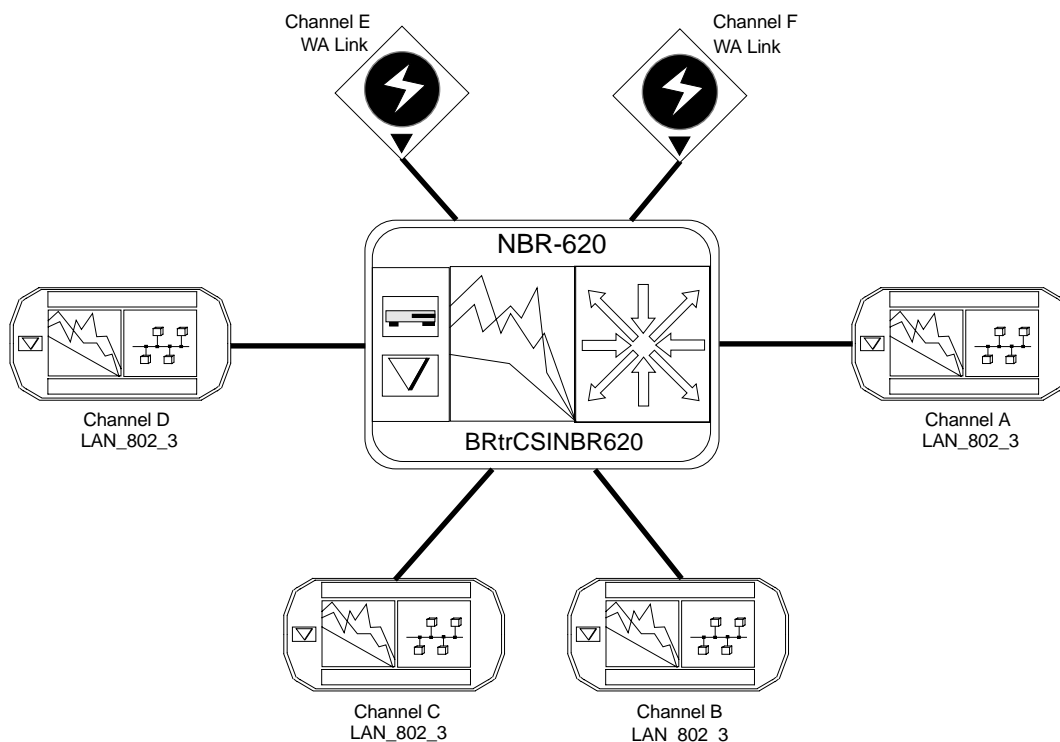 Channel E
WA Link
Channel F
WA Link
NBR-620
BRtrCSINBR620
Channel D
LAN_802_3
Channel A
LAN_802_3
Channel C
LAN_802_3
Channel B
LAN_802_3